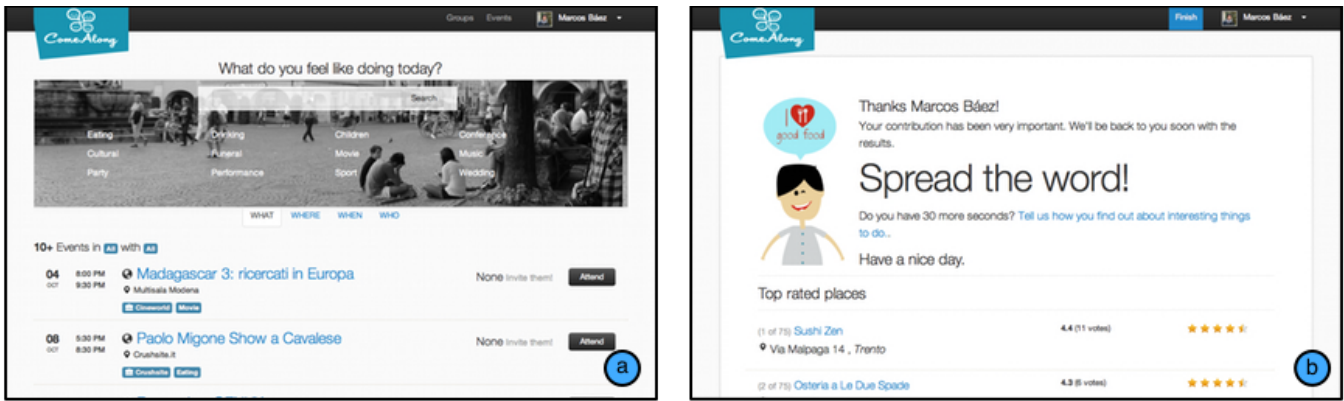 ComeAlong
Groups Events Marcos Báez
What do you feel like doing today?
Search
Eating Drinking Children Conference
Cultural Funeral Movie Music
Party Performance Sport Wedding
WHAT WHERE WHEN WHO
10+ Events in All with All
04 8:00 PM Madagascar 3: ricercati in Europa None Invite them! Attend
OCT 9:30 PM Multisala Modena
Cineworld Movie
08 5:30 PM Paolo Migone Show a Cavalese None Invite them! Attend
OCT 8:30 PM Crushsite.it
Crushsite Eating
a
ComeAlong
Finish Marcos Báez
I
good food
Thanks Marcos Báez!
Your contribution has been very important. We'll be back to you soon with the
results.
Spread the word!
Do you have 30 more seconds? Tell us how you find out about interesting things
to do..
Have a nice day.
Top rated places
(1 of 75) Sushi Zen 4.4 (11 votes)
Via Malpaga 14 , Trento
(2 of 75) Osteria a Le Due Spade 4.3 (6 votes)
b